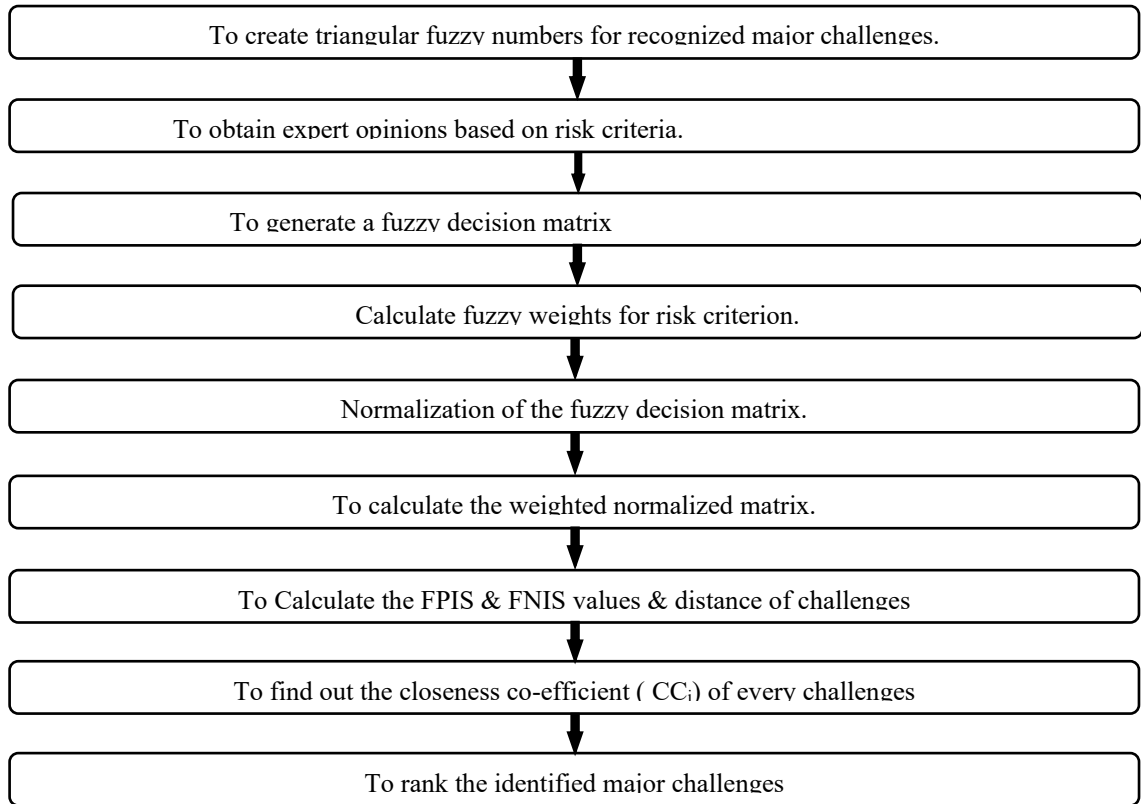 To create triangular fuzzy numbers for recognized major challenges.
To obtain expert opinions based on risk criteria.
To generate a fuzzy decision matrix
Calculate fuzzy weights for risk criterion.
Normalization of the fuzzy decision matrix.
To calculate the weighted normalized matrix.
To Calculate the FPIS & FNIS values & distance of challenges
To find out the closeness co-efficient ( CCi) of every challenges
To rank the identified major challenges